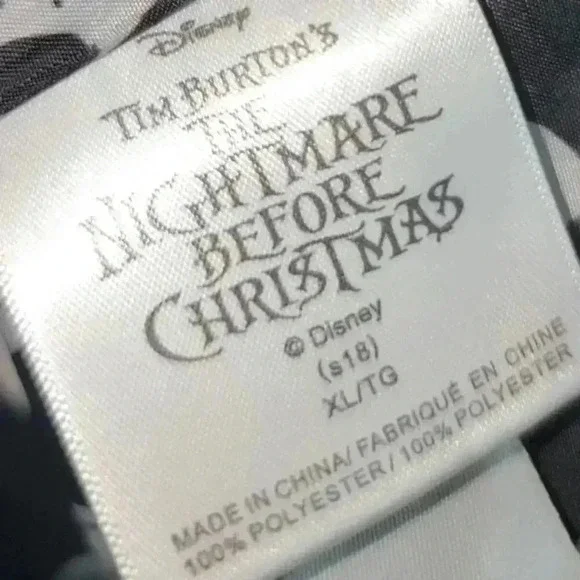 Disney
TIM BURTON'S
THE
NIGHTMARE
BEFORE
CHRISTMAS
© Disney
(s18)
XL/TG
MADE IN CHINA/ FABRIQUÉ EN CHINE
100% POLYESTER/ 100% POLYESTER